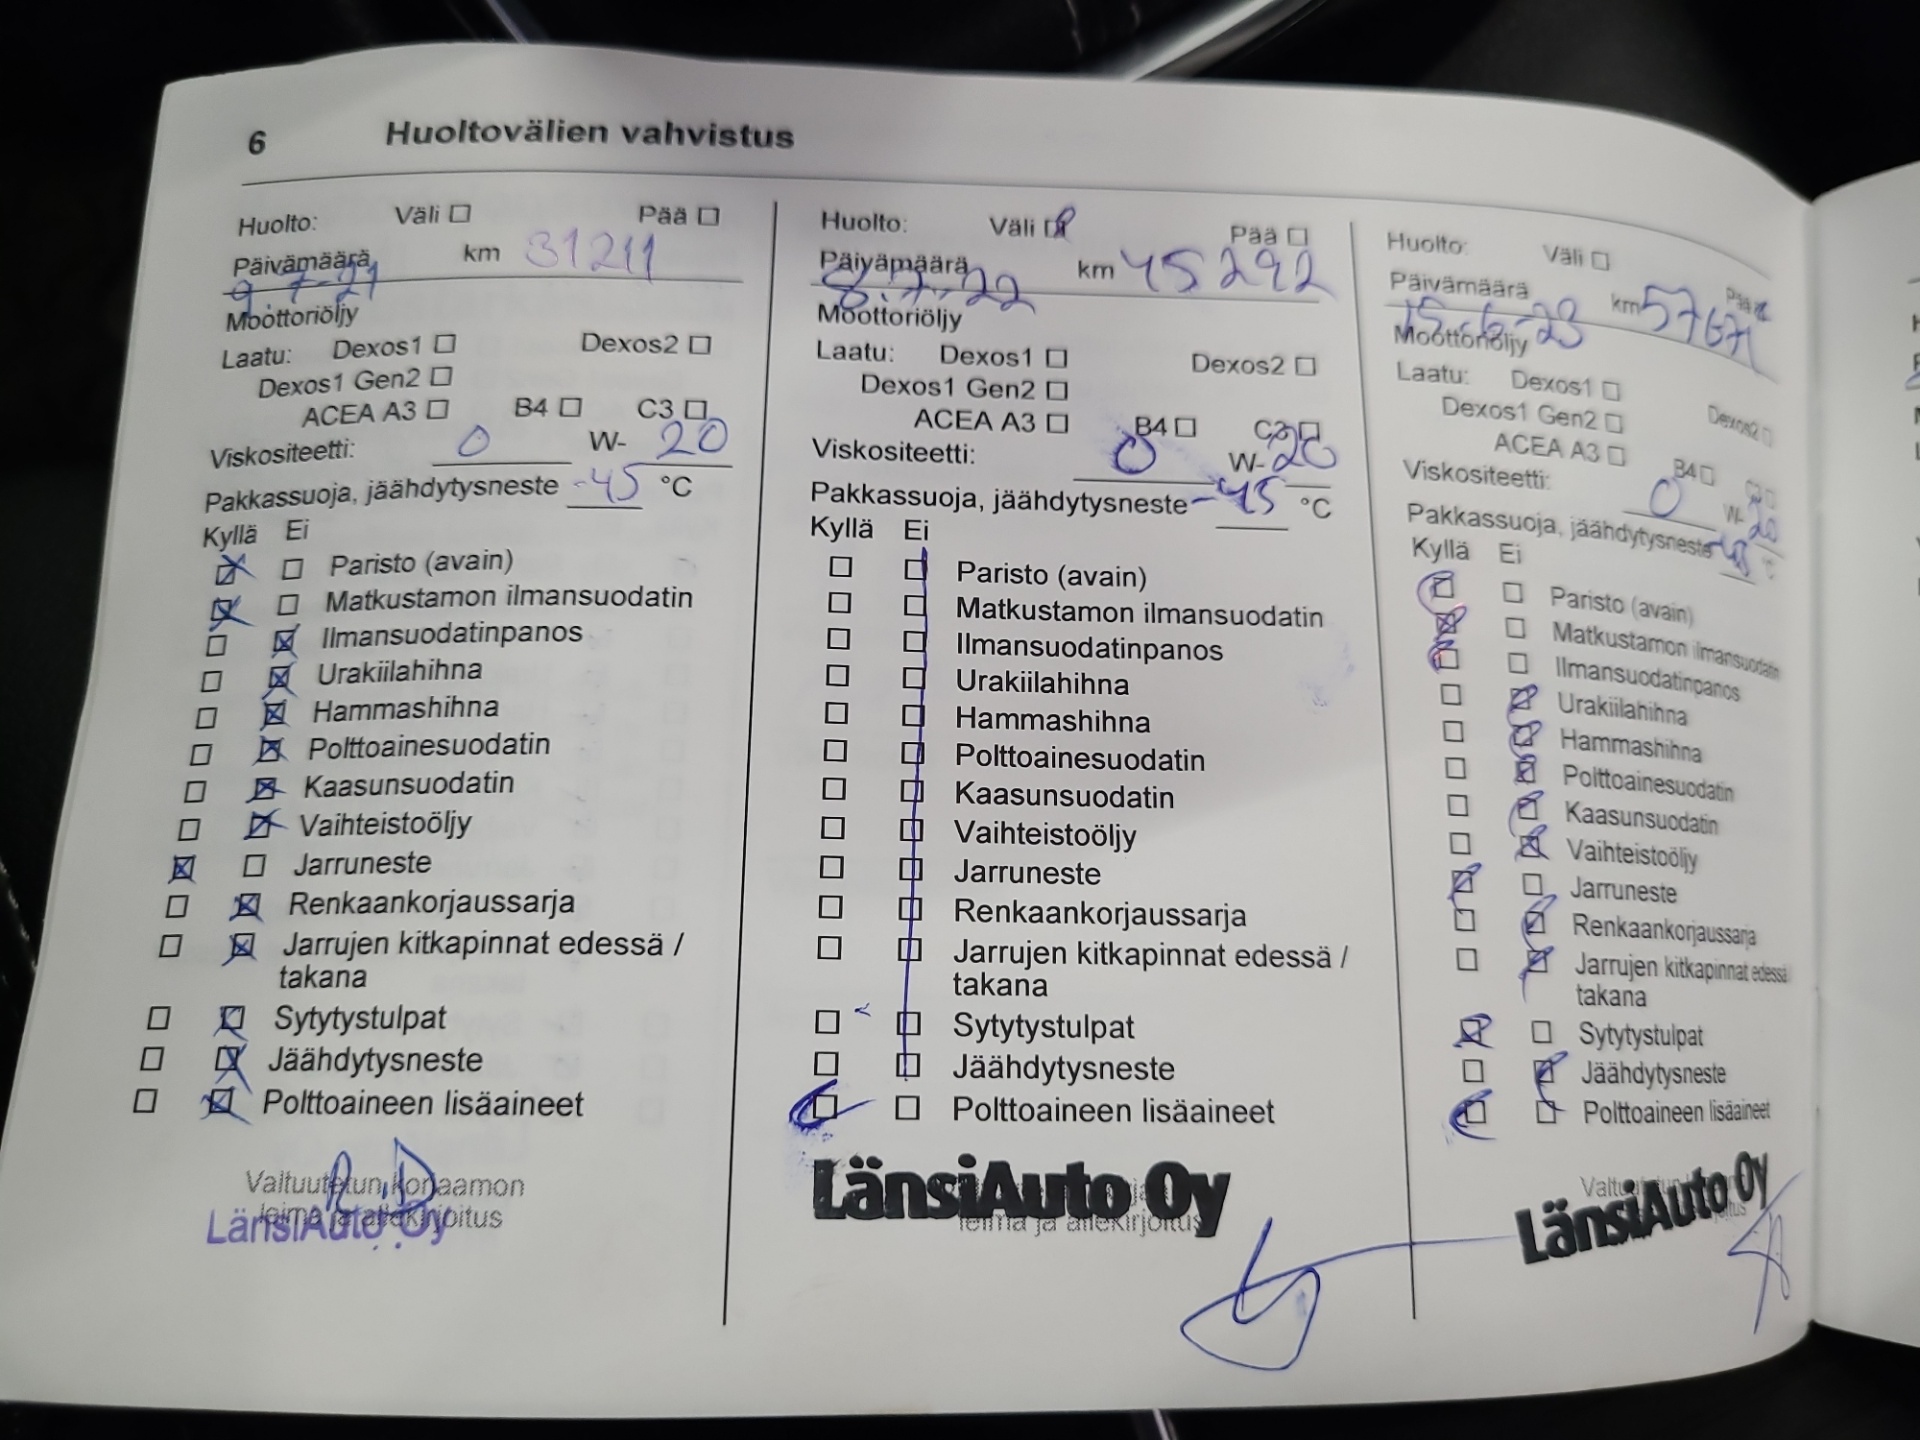 6 Huoltovälien vahvistus
Huolto: Väli ☐ Pää ☐
Päivämäärä km 31211
9.7-21
Moottoriöljy
Laatu: Dexos1 ☐ Dexos2 ☐
Dexos1 Gen2 ☐
ACEA A3 ☐ B4 ☐ C3 ☐
Viskositeetti: 0 W- 20
Pakkassuoja, jäähdytysneste -45 °C
Kyllä Ei
☒ ☐ Paristo (avain)
☒ ☐ Matkustamon ilmansuodatin
☐ ☒ Ilmansuodatinpanos
☐ ☒ Urakiilahihna
☐ ☒ Hammashihna
☐ ☒ Polttoainesuodatin
☐ ☒ Kaasunsuodatin
☐ ☒ Vaihteistoöljy
☒ ☐ Jarruneste
☐ ☒ Renkaankorjaussarja
☐ ☒ Jarrujen kitkapinnat edessä /
takana
☐ ☒ Sytytystulpat
☐ ☒ Jäähdytysneste
☐ ☒ Polttoaineen lisäaineet
Valtuutetun korjaamon
leima ja allekirjoitus
LänsiAuto Oy
Huolto: Väli ☒ Pää ☐
Päivämäärä km 45292
8.7-22
Moottoriöljy
Laatu: Dexos1 ☐ Dexos2 ☐
Dexos1 Gen2 ☐
ACEA A3 ☐ B4 ☐ C3 ☐
Viskositeetti: 0 W- 20
Pakkassuoja, jäähdytysneste -45 °C
Kyllä Ei
☐ ☒ Paristo (avain)
☐ ☒ Matkustamon ilmansuodatin
☐ ☒ Ilmansuodatinpanos
☐ ☒ Urakiilahihna
☐ ☒ Hammashihna
☐ ☒ Polttoainesuodatin
☐ ☒ Kaasunsuodatin
☐ ☒ Vaihteistoöljy
☐ ☒ Jarruneste
☐ ☒ Renkaankorjaussarja
☐ ☒ Jarrujen kitkapinnat edessä /
takana
☐ ☒ Sytytystulpat
☐ ☒ Jäähdytysneste
☒ ☐ Polttoaineen lisäaineet
LänsiAuto Oy
leima ja allekirjoitus
Huolto: Väli ☐ Pää ☒
Päivämäärä km 57671
15-6-23
Moottoriöljy
Laatu: Dexos1 ☐ Dexos2 ☐
Dexos1 Gen2 ☐
ACEA A3 ☐ B4 ☐
Viskositeetti: 0 W- 20
Pakkassuoja, jäähdytysneste °C
Kyllä Ei
☒ ☐ Paristo (avain)
☒ ☐ Matkustamon ilmansuodatin
☒ ☐ Ilmansuodatinpanos
☐ ☒ Urakiilahihna
☐ ☒ Hammashihna
☐ ☒ Polttoainesuodatin
☐ ☒ Kaasunsuodatin
☐ ☒ Vaihteistoöljy
☒ ☐ Jarruneste
☐ ☒ Renkaankorjaussarja
☐ ☒ Jarrujen kitkapinnat edessä
takana
☒ ☐ Sytytystulpat
☐ ☒ Jäähdytysneste
☒ ☐ Polttoaineen lisäaineet
LänsiAuto Oy